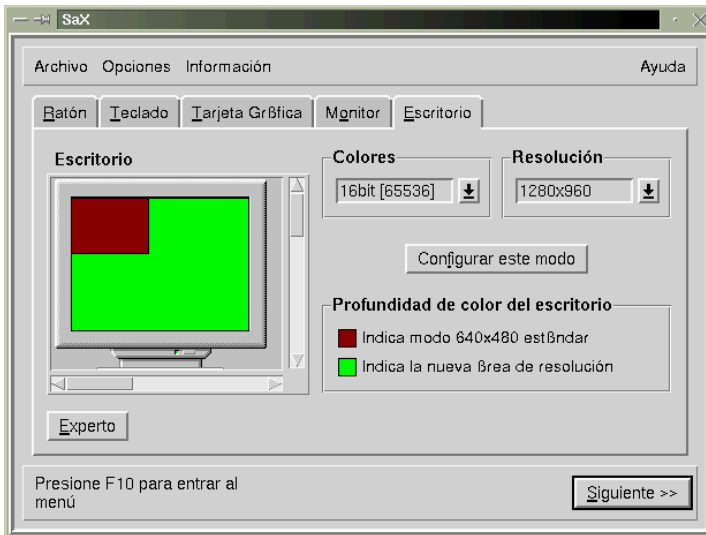 SaX
Archivo Opciones Información Ayuda
Ratón Teclado Tarjeta Grßfica Monitor Escritorio
Escritorio
Colores
16bit [65536]
Resolución
1280x960
Configurar este modo
Profundidad de color del escritorio
Indica modo 640x480 estßndar
Indica la nueva ßrea de resolución
Experto
Presione F10 para entrar al
menú
Siguiente >>